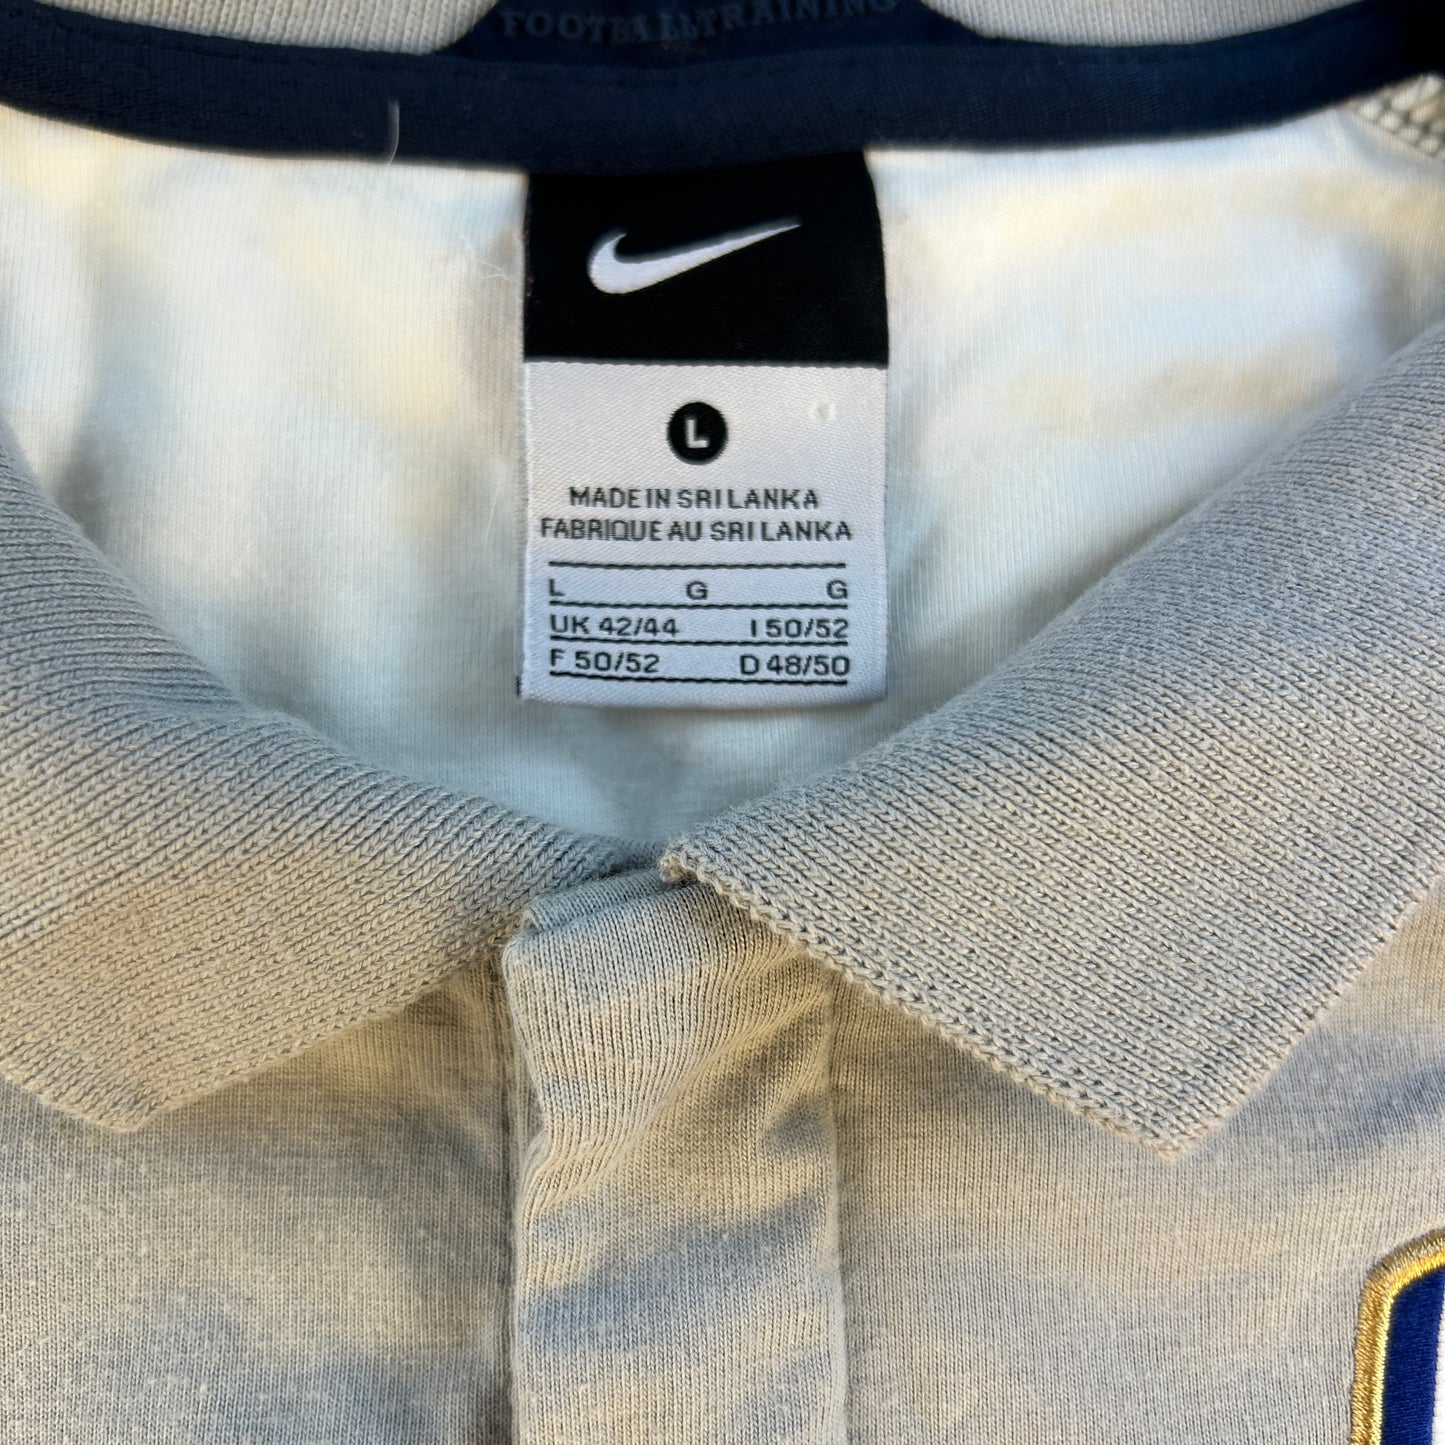 FOOTBALL TRAINING
L
MADE IN SRI LANKA
FABRIQUE AU SRI LANKA
L G G
UK 42/44 I 50/52
F 50/52 D 48/50